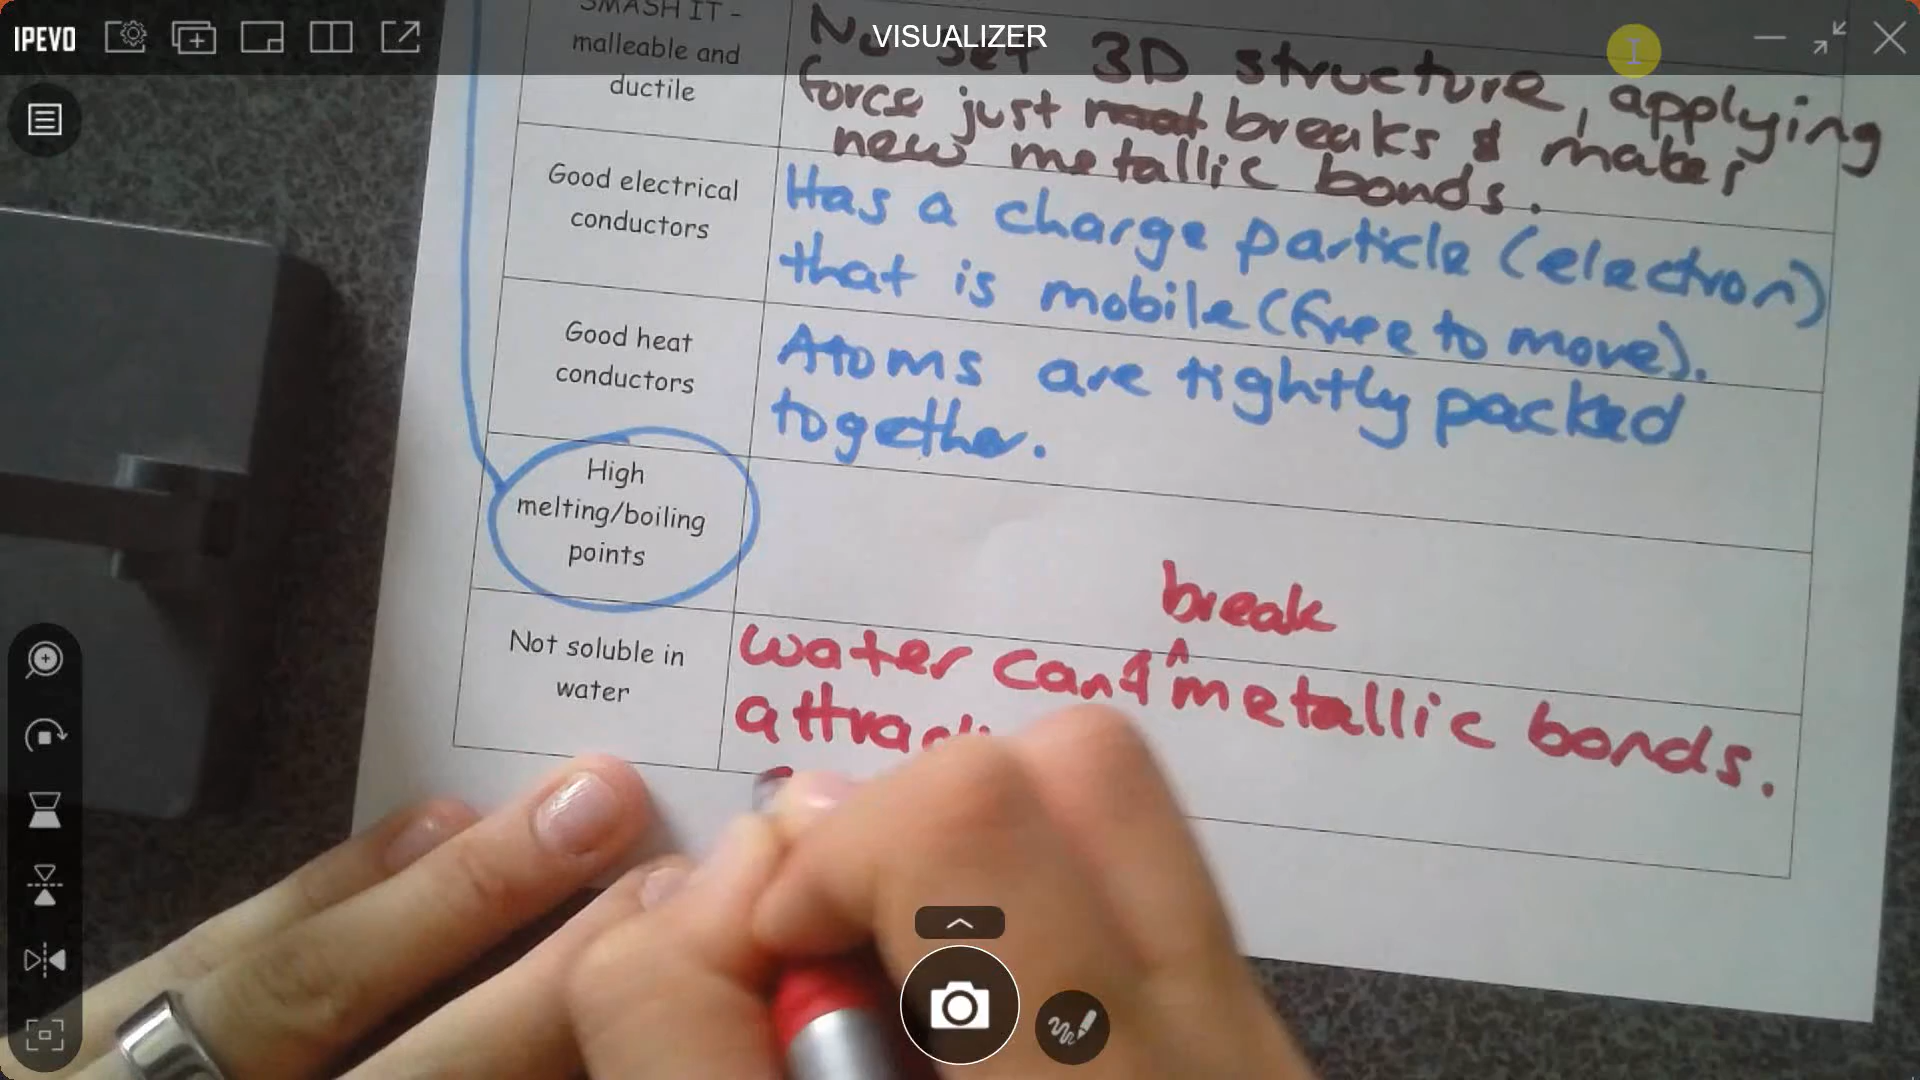 IPEVO
VISUALIZER
SMASH IT -
malleable and
ductile
No set 3D structure, applying
force just breaks & makes
new metallic bonds.
Good electrical
conductors
Has a charge particle (electron)
that is mobile (free to move).
Good heat
conductors
Atoms are tightly packed
together.
High
melting/boiling
points
Not soluble in
water
break
water can't ^ metallic bonds.